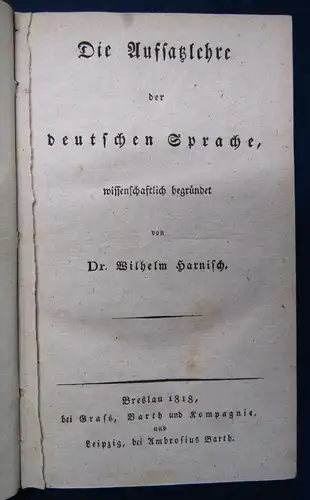 Die Aufsatzlehre
der
deutschen Sprache,
wissenschaftlich begründet
von
Dr. Wilhelm Harnisch.
Breslau 1818,
bei Graß, Barth und Kompagnie.
und
Leipzig, bei Ambrosius Barth.